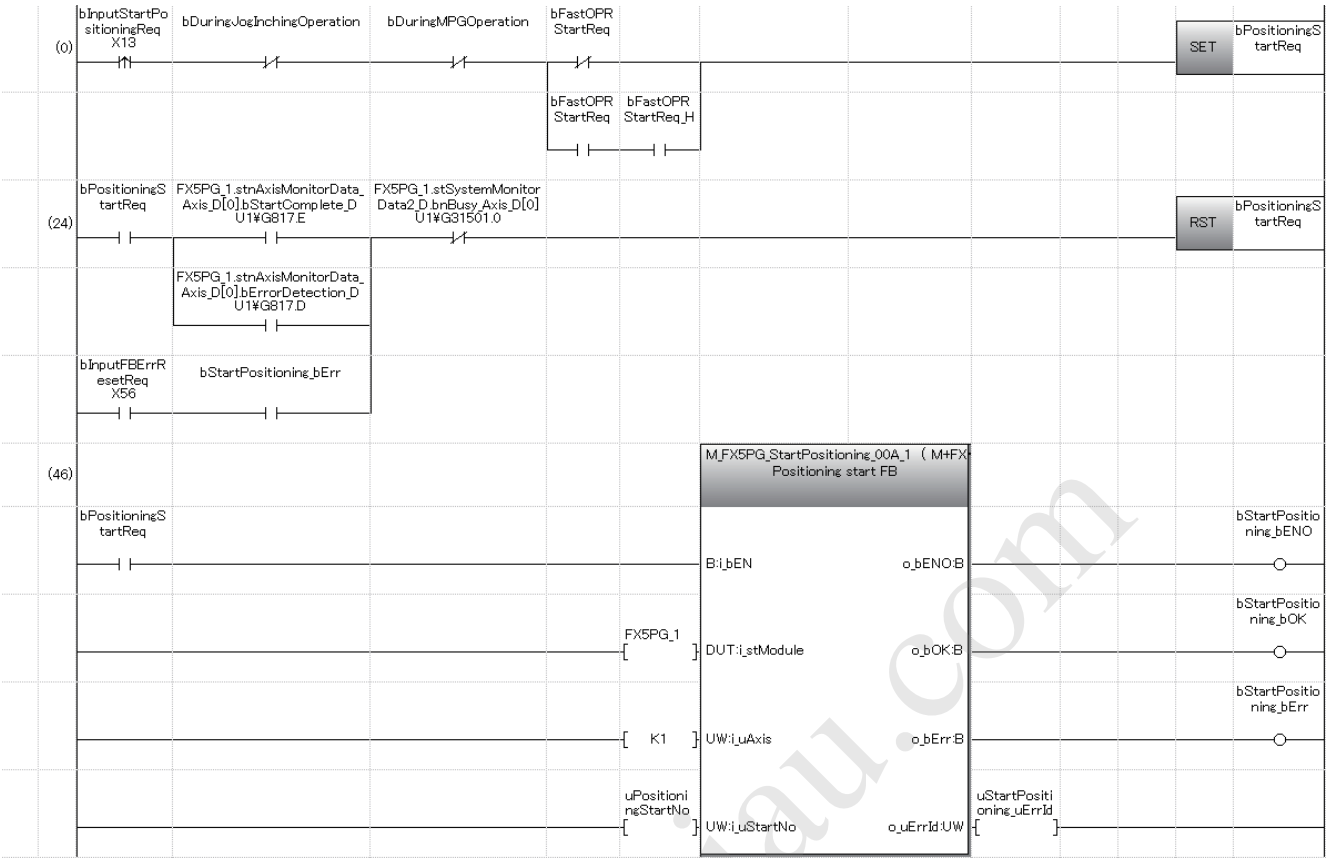 bInputStartPo
sitioningReq
X13
bDuringJogInchingOperation
bDuringMPGOperation
bFastOPR
StartReq
(0)
SET
bPositioningS
tartReq
bFastOPR
StartReq
bFastOPR
StartReq_H
bPositioningS
tartReq
FX5PG_1.stnAxisMonitorData_
Axis_D[0].bStartComplete_D
U1¥G817.E
FX5PG_1.stSystemMonitor
Data2_D.bnBusy_Axis_D[0]
U1¥G31501.0
(24)
RST
bPositioningS
tartReq
FX5PG_1.stnAxisMonitorData_
Axis_D[0].bErrorDetection_D
U1¥G817.D
bInputFBErrR
esetReq
X56
bStartPositioning_bErr
(46)
M_FX5PG_StartPositioning_00A_1 ( M+FX
Positioning start FB
bPositioningS
tartReq
B:i_bEN
o_bENO:B
bStartPositio
ning_bENO
FX5PG_1
DUT:i_stModule
o_bOK:B
bStartPositio
ning_bOK
K1
UW:i_uAxis
o_bErr:B
bStartPositio
ning_bErr
uPositioni
ngStartNo
UW:i_uStartNo
o_uErrId:UW
uStartPositi
oning_uErrId